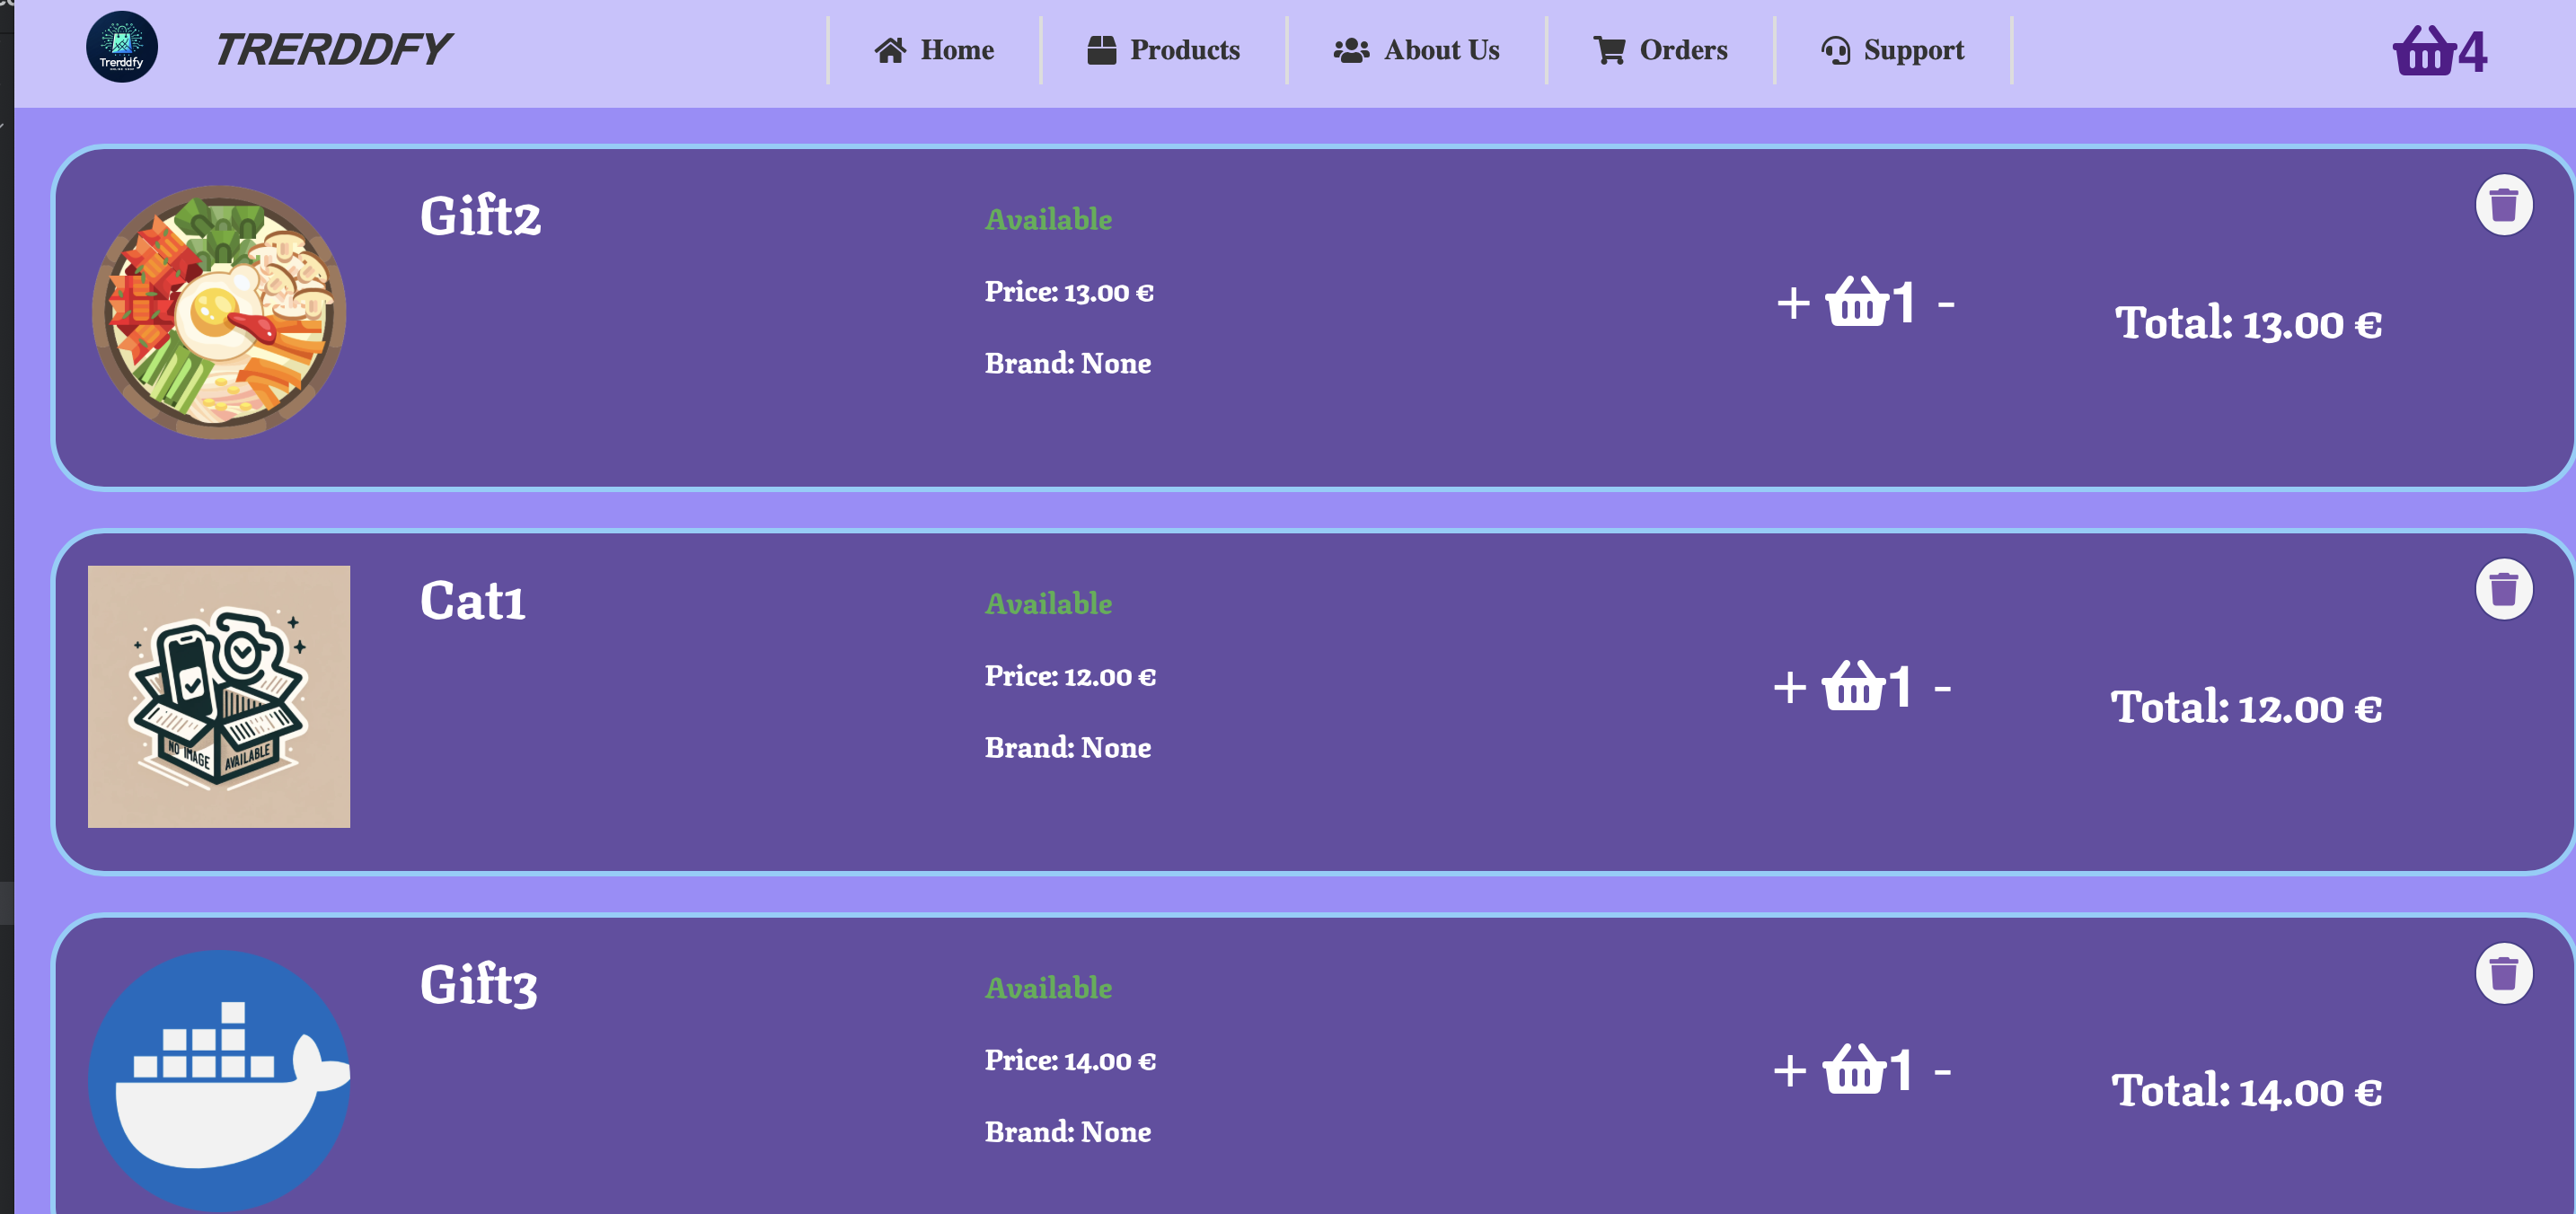 Trerddfy
TRERDDFY
Home
Products
About Us
Orders
Support
4
Gift2
Available
Price: 13.00 €
Brand: None
+ 1 -
Total: 13.00 €
NO IMAGE AVAILABLE
Cat1
Available
Price: 12.00 €
Brand: None
+ 1 -
Total: 12.00 €
Gift3
Available
Price: 14.00 €
Brand: None
+ 1 -
Total: 14.00 €